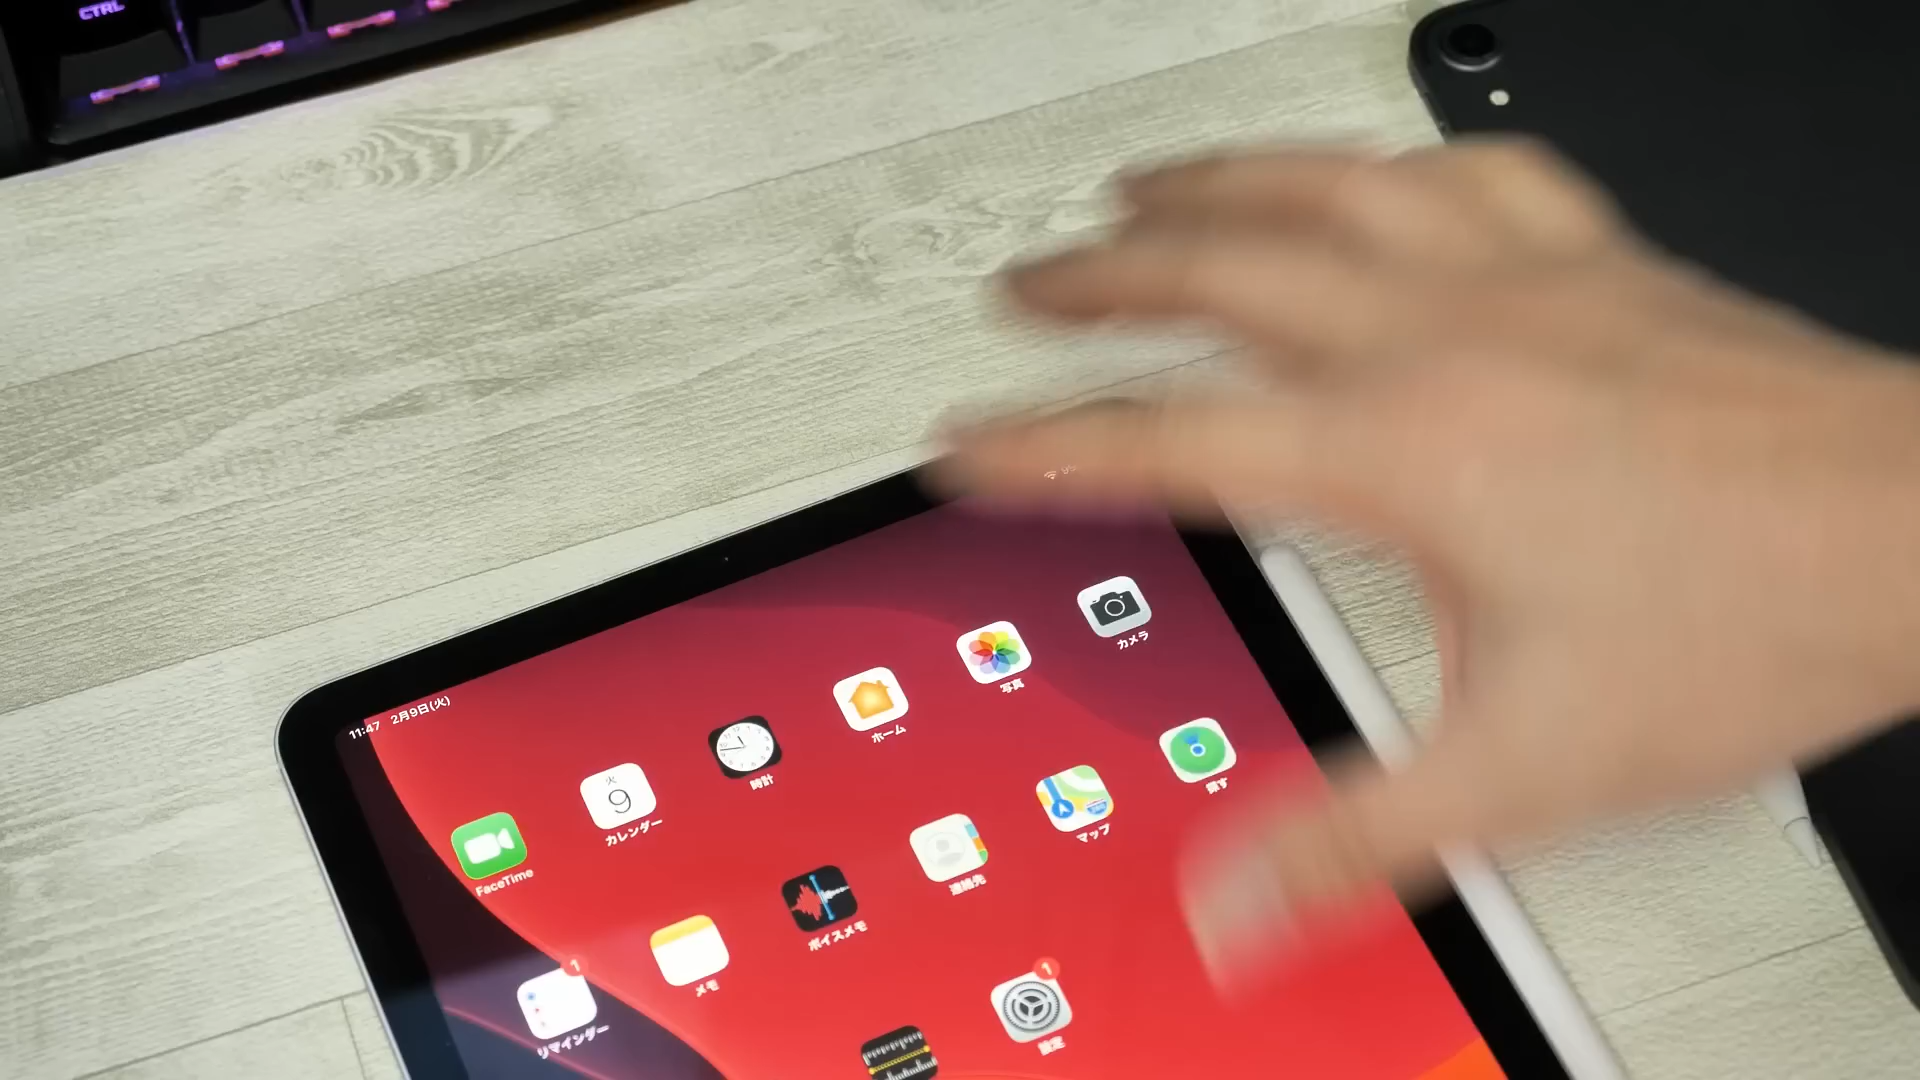 CTRL
95
11:47 2月9日(火)
FaceTime
火
9
カレンダー
時計
ホーム
写真
カメラ
1
リマインダー
メモ
ボイスメモ
連絡先
マップ
探す
1
設定